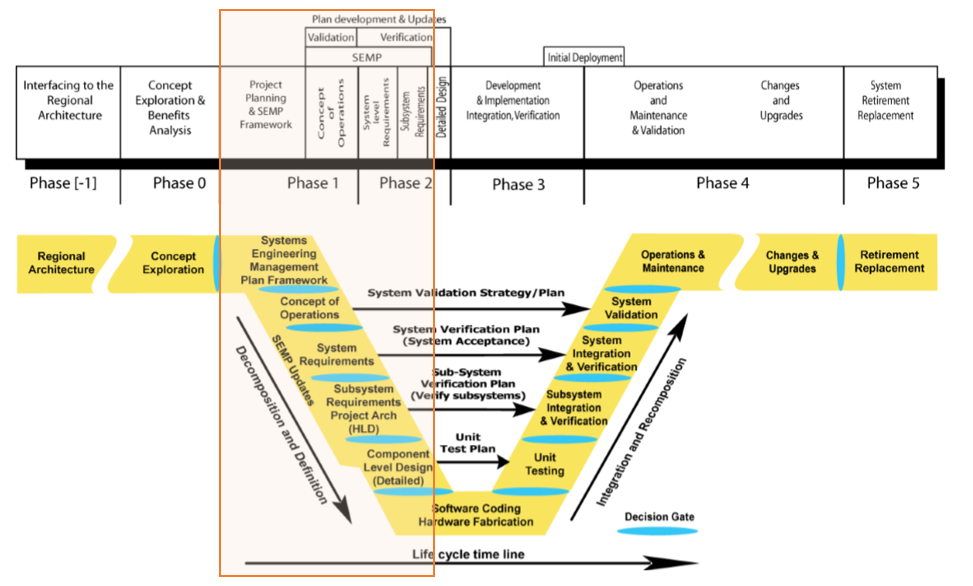 Plan development & Updates
Validation
Verification
SEMP
Initial Deployment
Interfacing to the
Regional
Architecture
Concept
Exploration &
Benefits
Analysis
Project
Planning
& SEMP
Framework
Concept
of
Operations
System
level
Requirements
Subsystem
Requirements
Detailed Design
Development
& Implementation
Integration, Verification
Operations
and
Maintenance
& Validation
Changes
and
Upgrades
System
Retirement
Replacement
Phase [-1]
Phase 0
Phase 1
Phase 2
Phase 3
Phase 4
Phase 5
Regional
Architecture
Concept
Exploration
Systems
Engineering
Management
Plan Framework
Operations &
Maintenance
Changes &
Upgrades
Retirement
Replacement
Concept of
Operations
System Validation Strategy/Plan
System
Validation
System
Requirements
System Verification Plan
(System Acceptance)
System
Integration
& Verification
SEMP Updates
Subsystem
Requirements
Project Arch
(HLD)
Sub-System
Verification Plan
(Verify subsystems)
Subsystem
Integration
& Verification
Decomposition and Definition
Component
Level Design
(Detailed)
Unit
Test Plan
Unit
Testing
Integration and Recomposition
Software Coding
Hardware Fabrication
Decision Gate
Life cycle time line